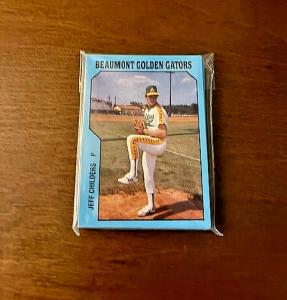 BEAUMONT GOLDEN GATORS
JEFF CHILDERS P